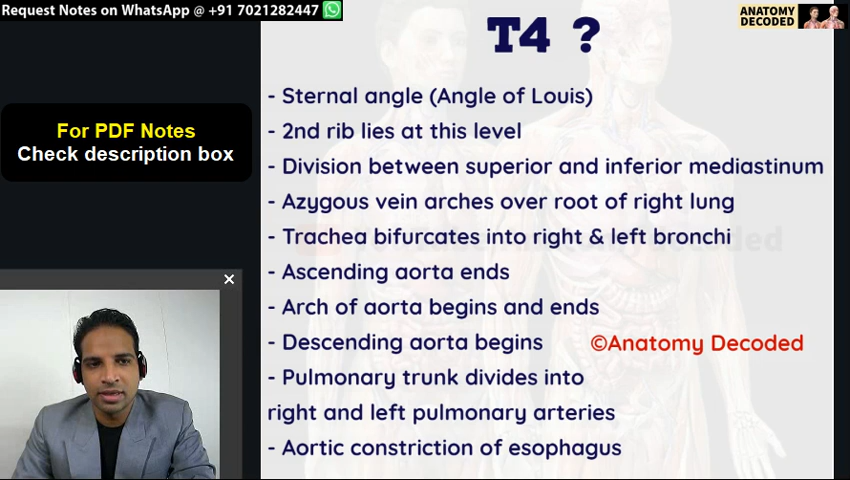 Request Notes on WhatsApp @ +91 7021282447
ANATOMY
DECODED
T4 ?
- Sternal angle (Angle of Louis)
- 2nd rib lies at this level
For PDF Notes
Check description box
- Division between superior and inferior mediastinum
- Azygous vein arches over root of right lung
- Trachea bifurcates into right & left bronchi
- Ascending aorta ends
- Arch of aorta begins and ends
- Descending aorta begins
©Anatomy Decoded
- Pulmonary trunk divides into
right and left pulmonary arteries
- Aortic constriction of esophagus